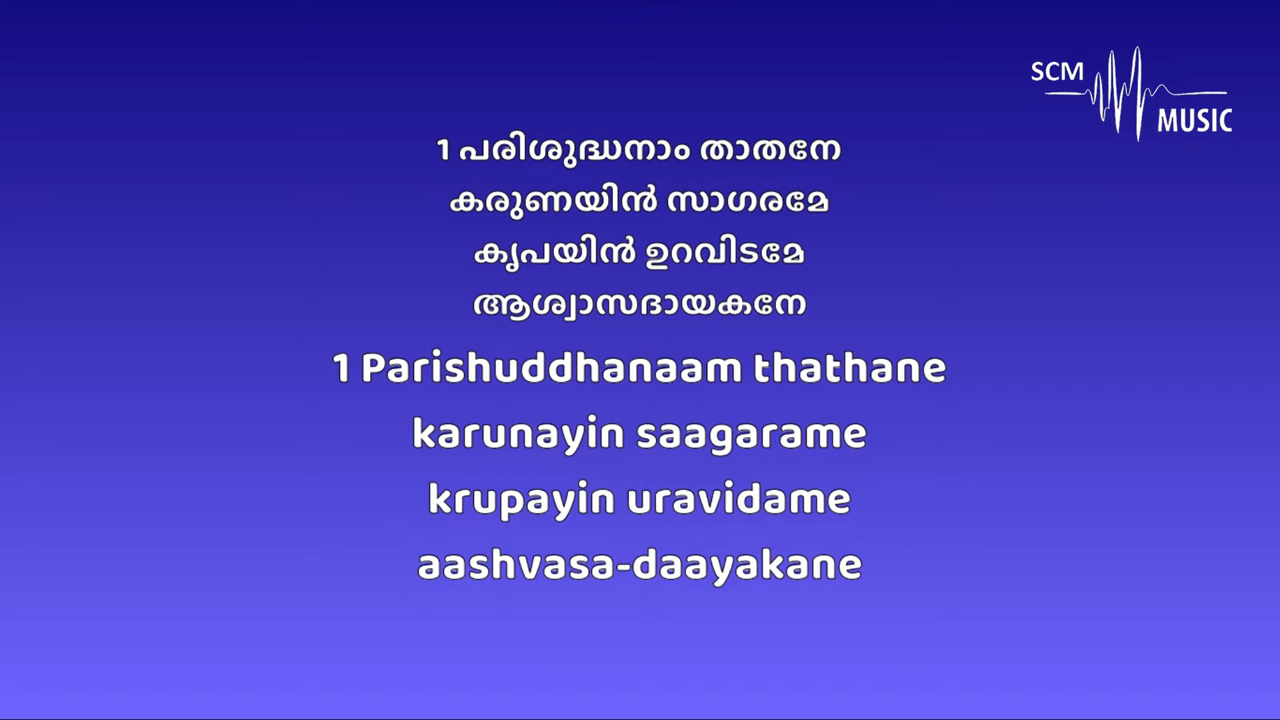 SCM
MUSIC
1 പരിശുദ്ധനാം താതനേ
കരുണയിൻ സാഗരമേ
കൃപയിൻ ഉറവിടമേ
ആശ്വാസദായകനേ
1 Parishuddhanaam thathane
karunayin saagarame
krupayin uravidame
aashvasa-daayakane